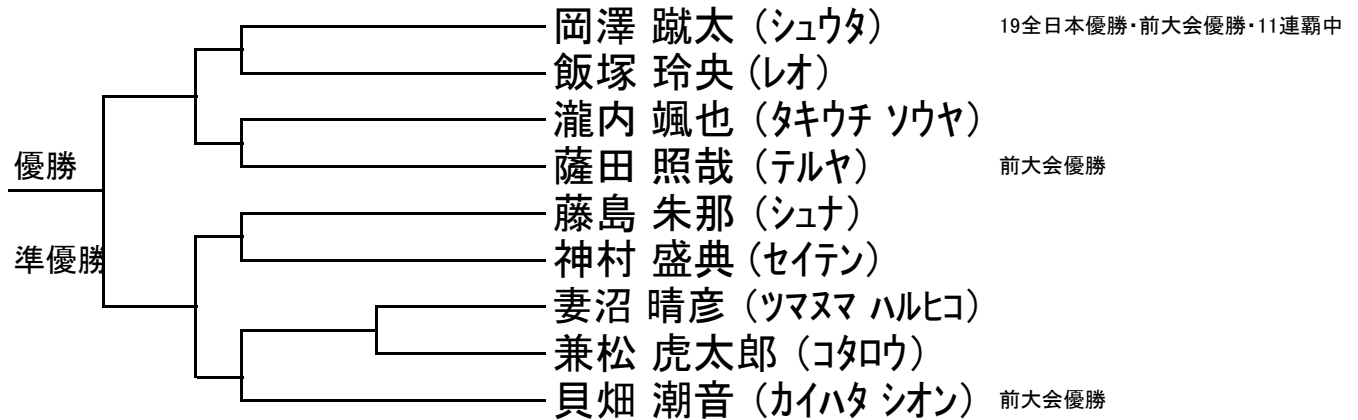 岡澤 蹴太 (シュウタ) 19全日本優勝・前大会優勝・11連覇中
飯塚 玲央 (レオ)
瀧内 颯也 (タキウチ ソウヤ)
優勝
薩田 照哉 (テルヤ) 前大会優勝
藤島 朱那 (シュナ)
準優勝
神村 盛典 (セイテン)
妻沼 晴彦 (ツマヌマ ハルヒコ)
兼松 虎太郎 (コタロウ)
貝畑 潮音 (カイハタ シオン) 前大会優勝